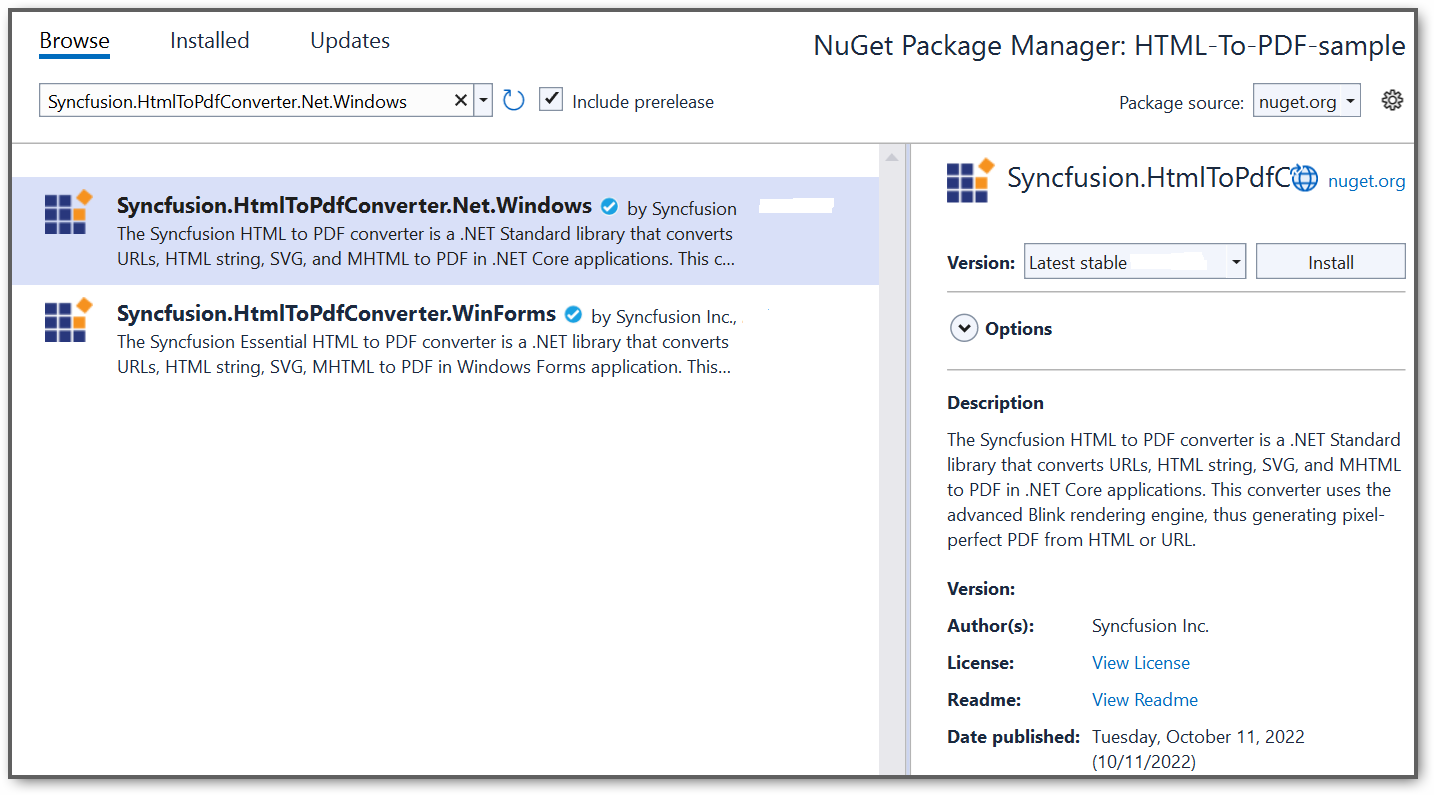 Browse Installed Updates
NuGet Package Manager: HTML-To-PDF-sample
Syncfusion.HtmlToPdfConverter.Net.Windows
Include prerelease
Package source: nuget.org
Syncfusion.HtmlToPdfConverter.Net.Windows by Syncfusion
The Syncfusion HTML to PDF converter is a .NET Standard library that converts
URLs, HTML string, SVG, and MHTML to PDF in .NET Core applications. This c...
Syncfusion.HtmlToPdfConverter.WinForms by Syncfusion Inc.,
The Syncfusion Essential HTML to PDF converter is a .NET library that converts
URLs, HTML string, SVG, MHTML to PDF in Windows Forms application. This...
Syncfusion.HtmlToPdfC nuget.org
Version: Latest stable Install
Options
Description
The Syncfusion HTML to PDF converter is a .NET Standard
library that converts URLs, HTML string, SVG, and MHTML
to PDF in .NET Core applications. This converter uses the
advanced Blink rendering engine, thus generating pixel-
perfect PDF from HTML or URL.
Version:
Author(s): Syncfusion Inc.
License: View License
Readme: View Readme
Date published: Tuesday, October 11, 2022
(10/11/2022)